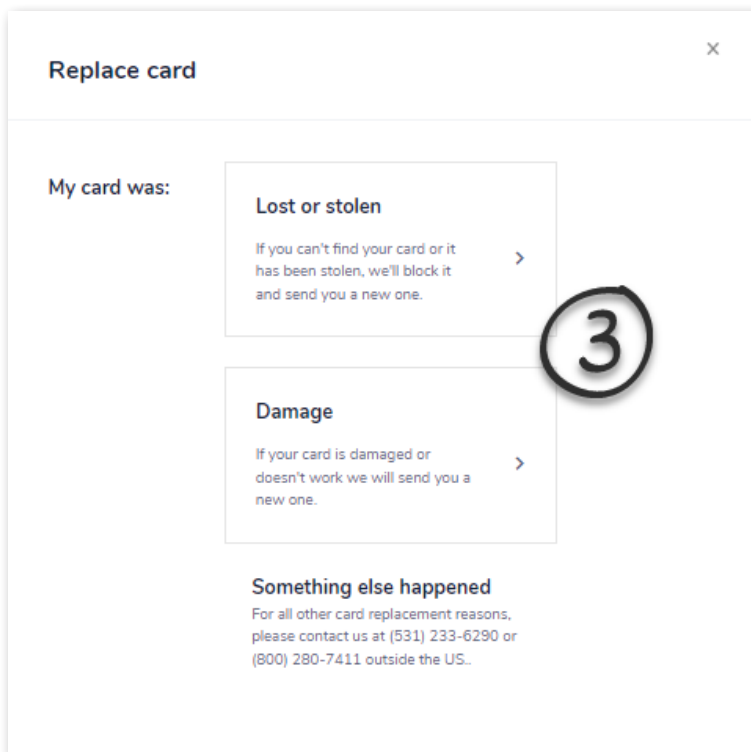 Replace card
×
My card was:
Lost or stolen
If you can't find your card or it
has been stolen, we'll block it
and send you a new one.
3
Damage
If your card is damaged or
doesn't work we will send you a
new one.
Something else happened
For all other card replacement reasons,
please contact us at (531) 233-6290 or
(800) 280-7411 outside the US..